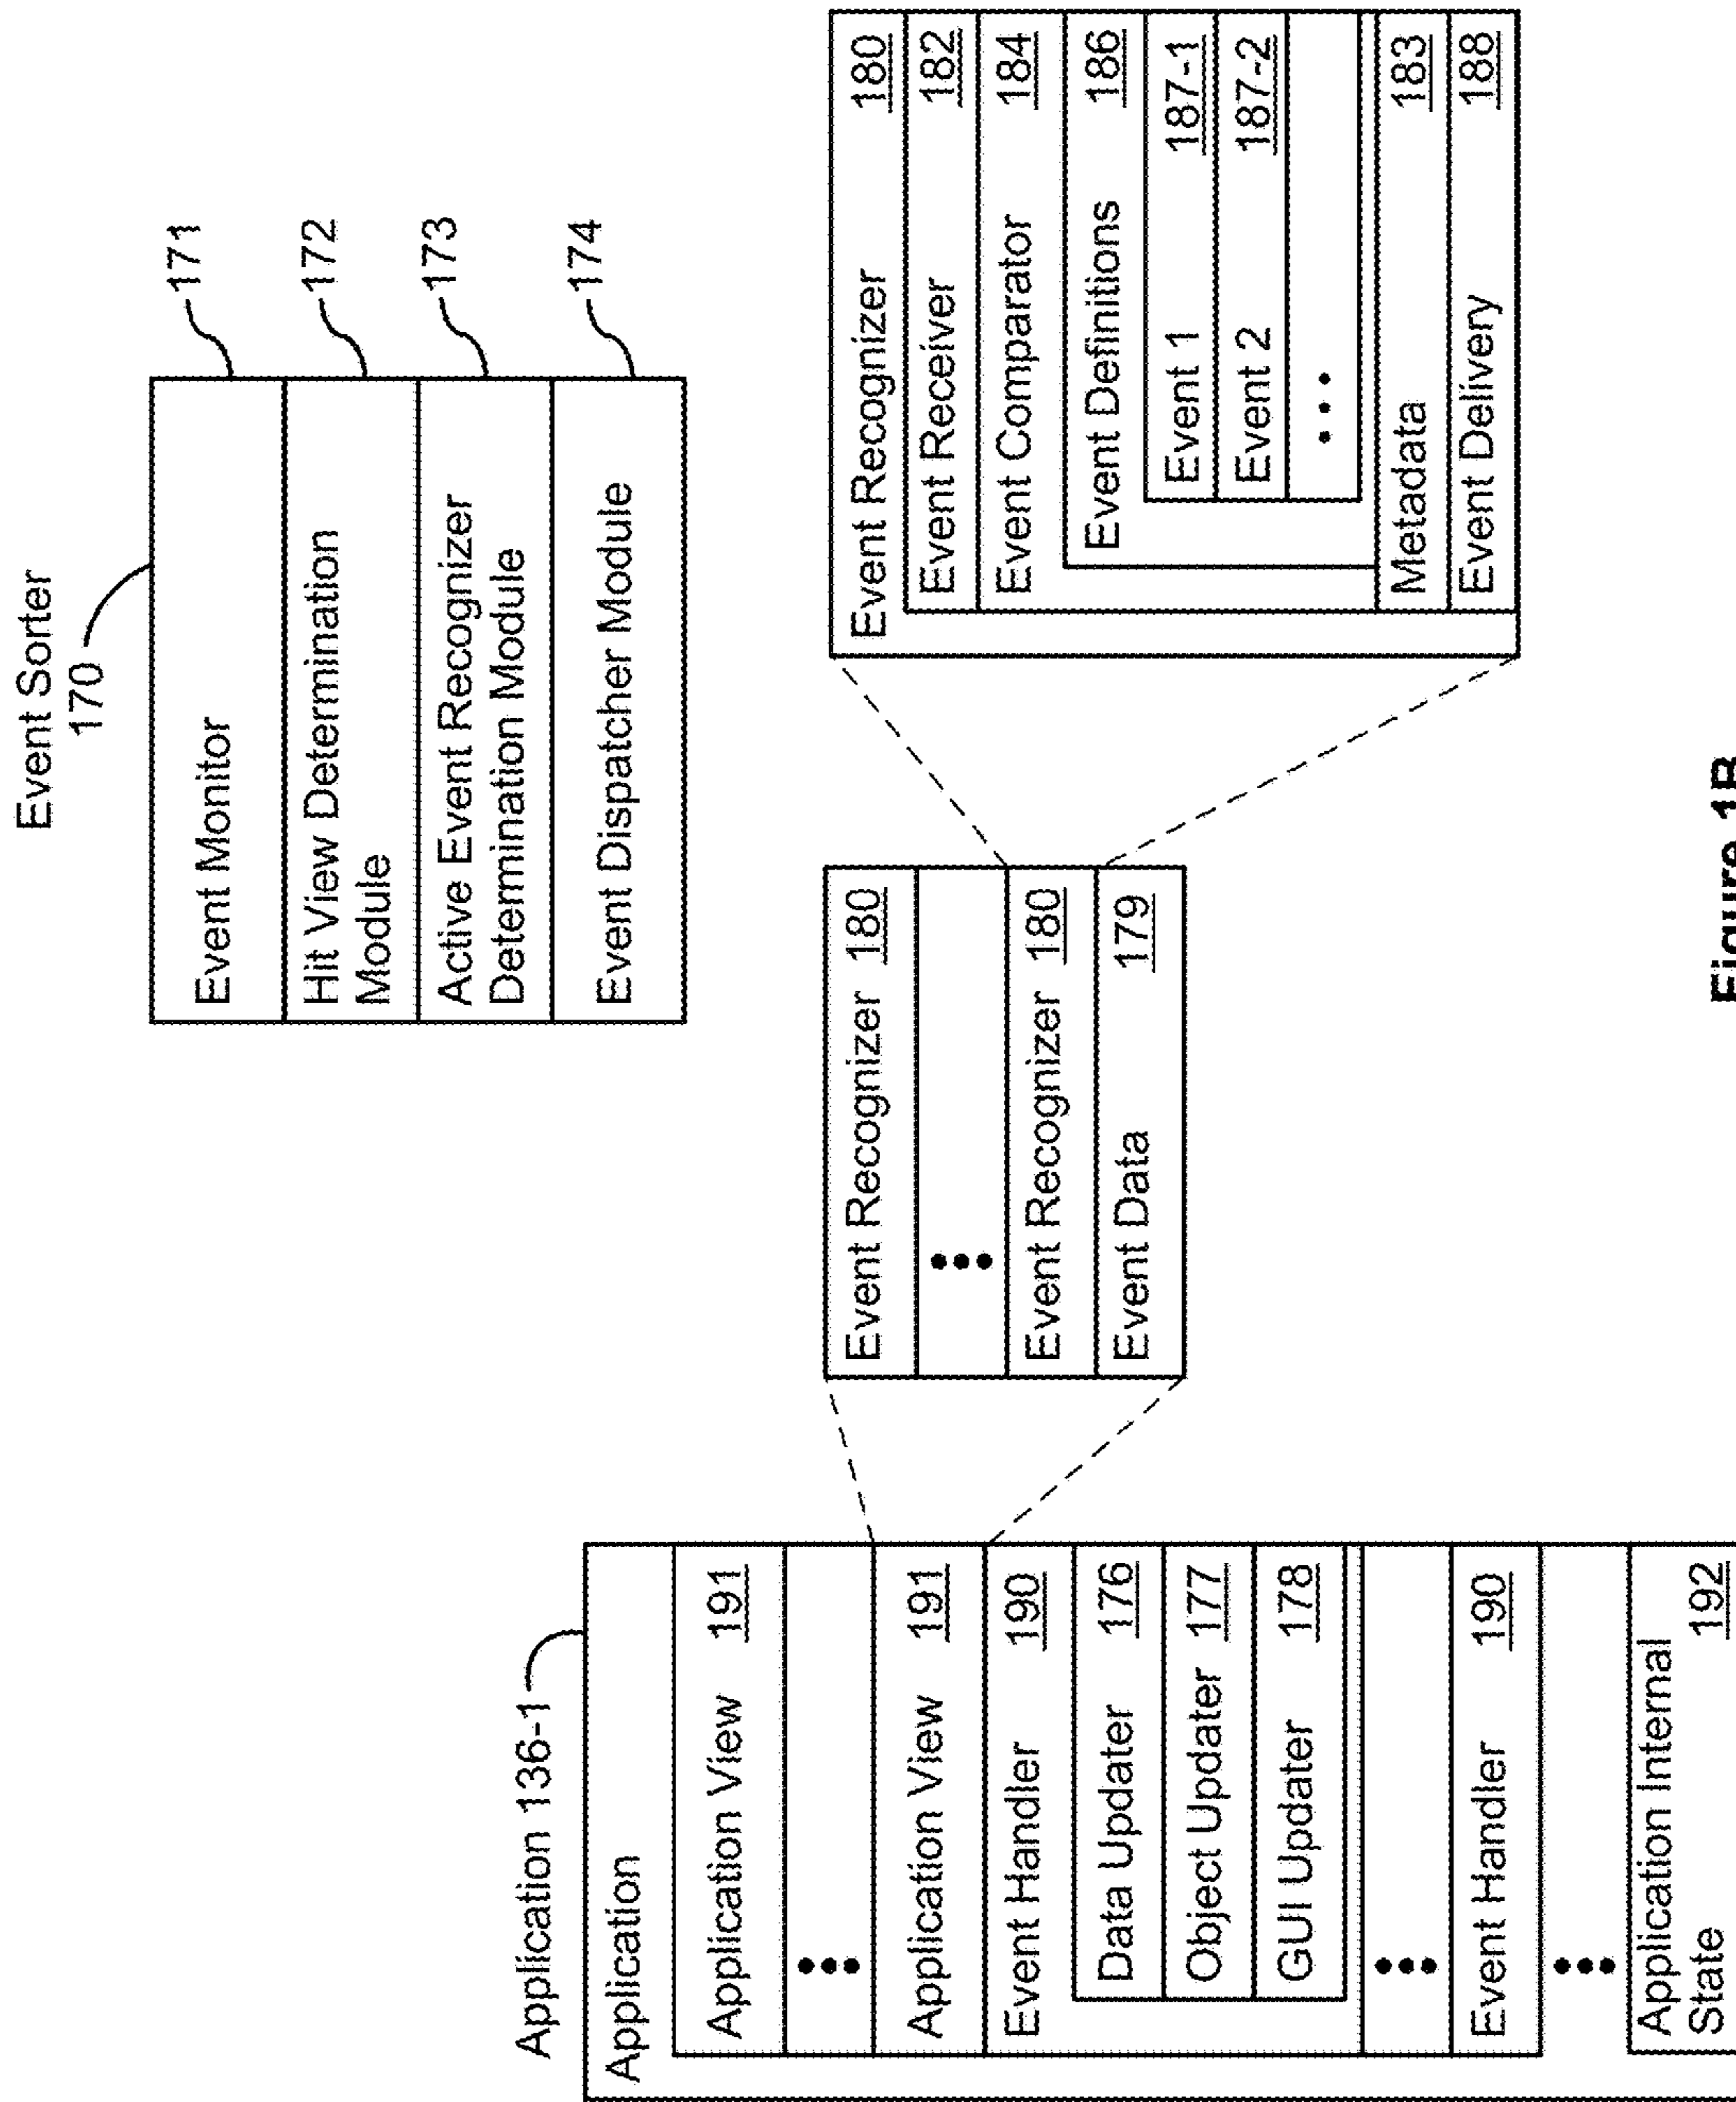 Event Sorter
170
Event Monitor
171
Hit View Determination
Module
172
Active Event Recognizer
Determination Module
173
Event Dispatcher Module
174
Application 136-1
Application
Application View 191
•••
Application View 191
Event Handler 190
Data Updater 176
Object Updater 177
GUI Updater 178
•••
Event Handler 190
•••
Application Internal
State 192
Event Recognizer 180
•••
Event Recognizer 180
Event Data 179
Event Recognizer 180
Event Receiver 182
Event Comparator 184
Event Definitions 186
Event 1 187-1
Event 2 187-2
•••
Metadata 183
Event Delivery 188
Figure 1B